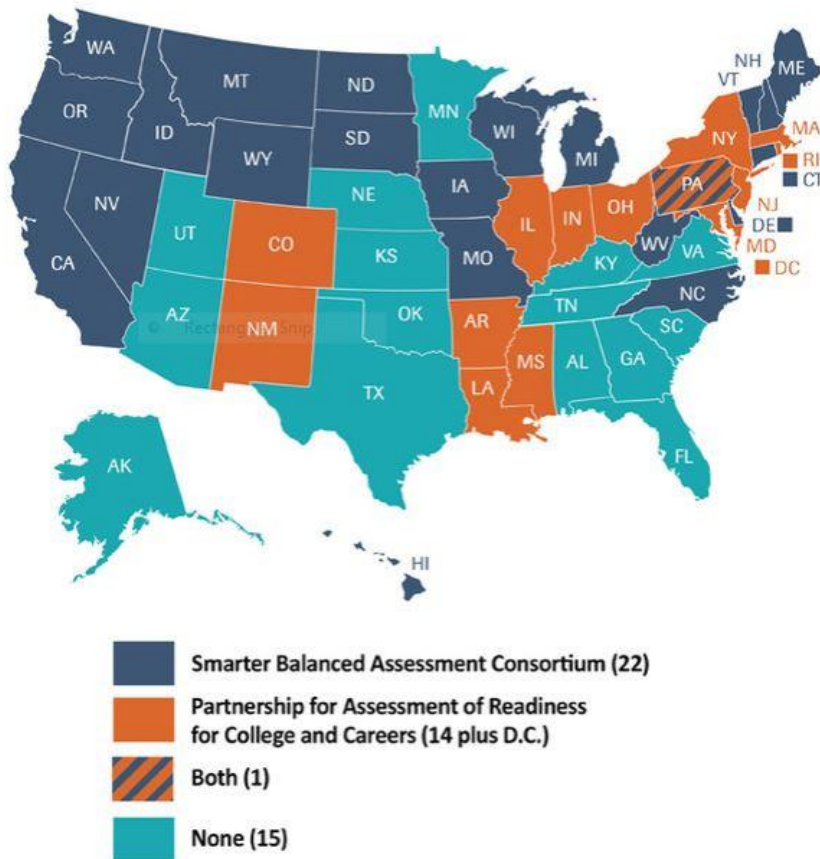 WA
MT
ND
MN
OR
ID
SD
WI
MI
NH
VT
ME
WY
NY
MA
RI
CT
NV
NE
IA
PA
NJ
DE
UT
CO
IL
IN
OH
MD
CA
KS
MO
WV
VA
DC
KY
AZ
NM
OK
AR
TN
NC
Rectangular Snip
SC
MS
AL
GA
TX
LA
FL
AK
HI
Smarter Balanced Assessment Consortium (22)
Partnership for Assessment of Readiness
for College and Careers (14 plus D.C.)
Both (1)
None (15)